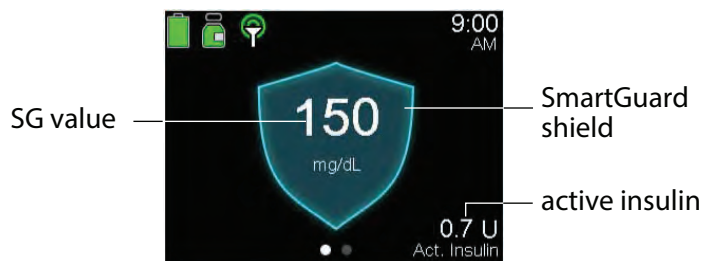 9:00
AM
SG value
150
mg/dL
SmartGuard
shield
active insulin
0.7 U
Act. Insulin